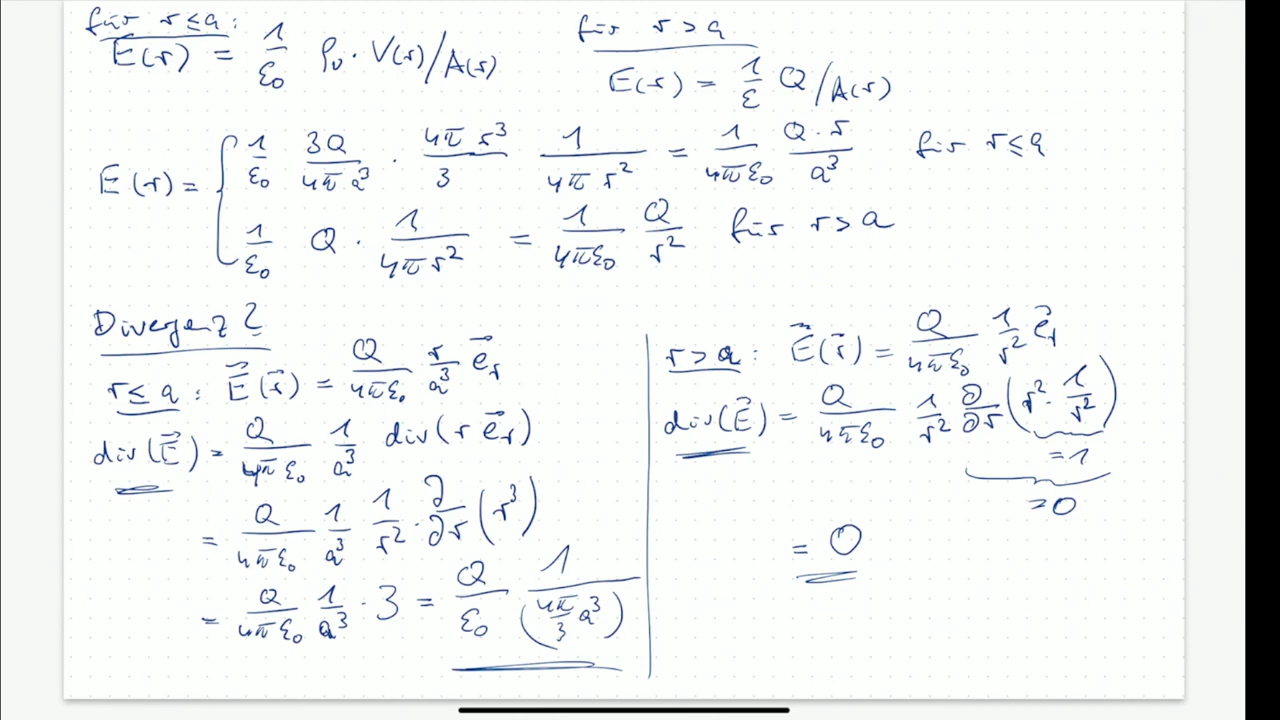 für r ≤ a:
E(r) = 1/ε₀ ρᵥ · V(r)/A(r)
für r > a
E(r) = 1/ε Q/A(r)
E(r) = { 1/ε₀ 3Q/(4π a³) · (4π r³)/3 1/(4π r²) = 1/(4πε₀) (Q · r)/a³ für r ≤ a
1/ε₀ Q · 1/(4π r²) = 1/(4πε₀) Q/r² für r > a
Divergenz?
r ≤ a: E⃗(r⃗) = Q/(4πε₀) r/a³ e⃗ᵣ
div(E⃗) = Q/(4πε₀) 1/a³ div(r e⃗ᵣ)
= Q/(4πε₀) 1/a³ 1/r² · ∂/∂r (r³)
= Q/(4πε₀) 1/a³ · 3 = Q/ε₀ 1/(4π/3 a³)
r > a: E⃗(r⃗) = Q/(4πε₀) 1/r² e⃗ᵣ
div(E⃗) = Q/(4πε₀) 1/r² ∂/∂r (r² · 1/r²)
= 1
= 0
= 0